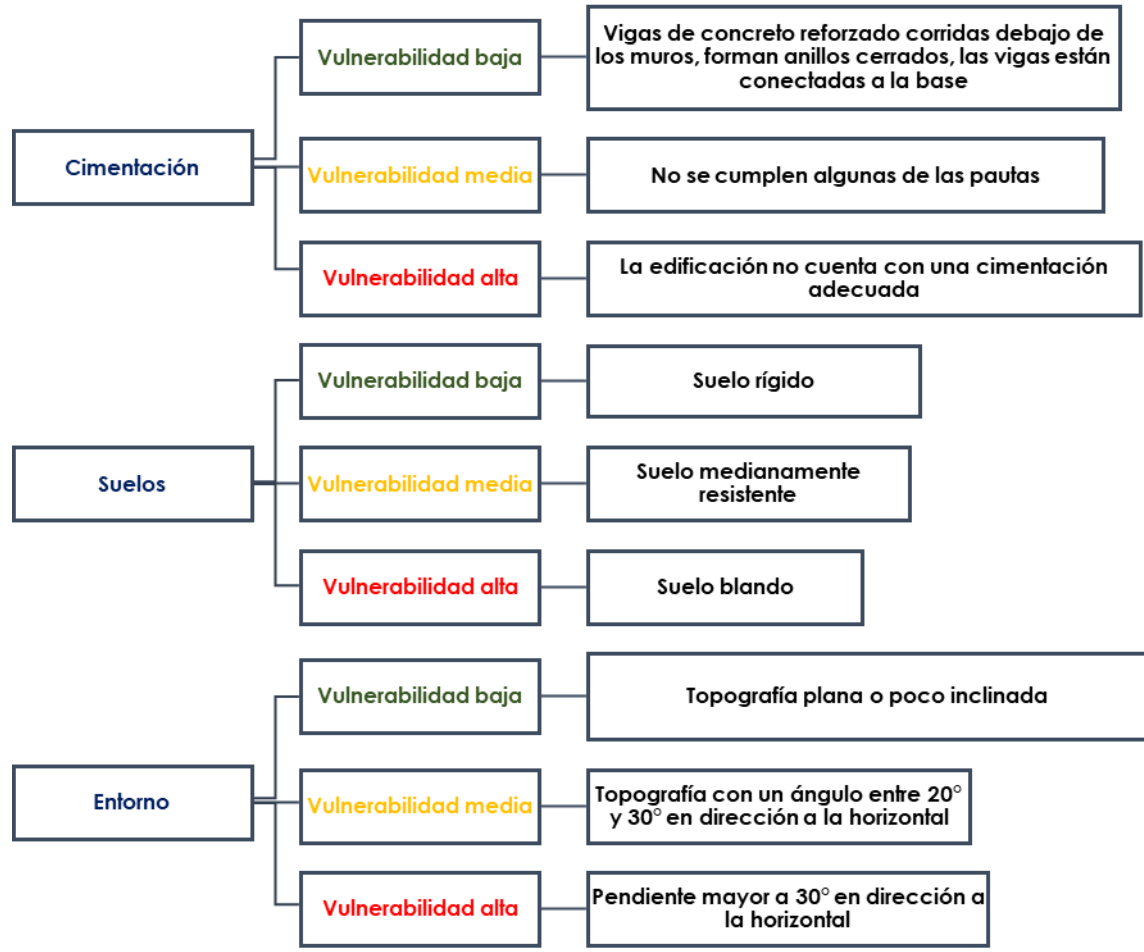 Cimentación
Vulnerabilidad baja
Vigas de concreto reforzado corridas debajo de
los muros, forman anillos cerrados, las vigas están
conectadas a la base
Vulnerabilidad media
No se cumplen algunas de las pautas
Vulnerabilidad alta
La edificación no cuenta con una cimentación
adecuada
Suelos
Vulnerabilidad baja
Suelo rígido
Vulnerabilidad media
Suelo medianamente
resistente
Vulnerabilidad alta
Suelo blando
Entorno
Vulnerabilidad baja
Topografía plana o poco inclinada
Vulnerabilidad media
Topografía con un ángulo entre 20°
y 30° en dirección a la horizontal
Vulnerabilidad alta
Pendiente mayor a 30° en dirección a
la horizontal